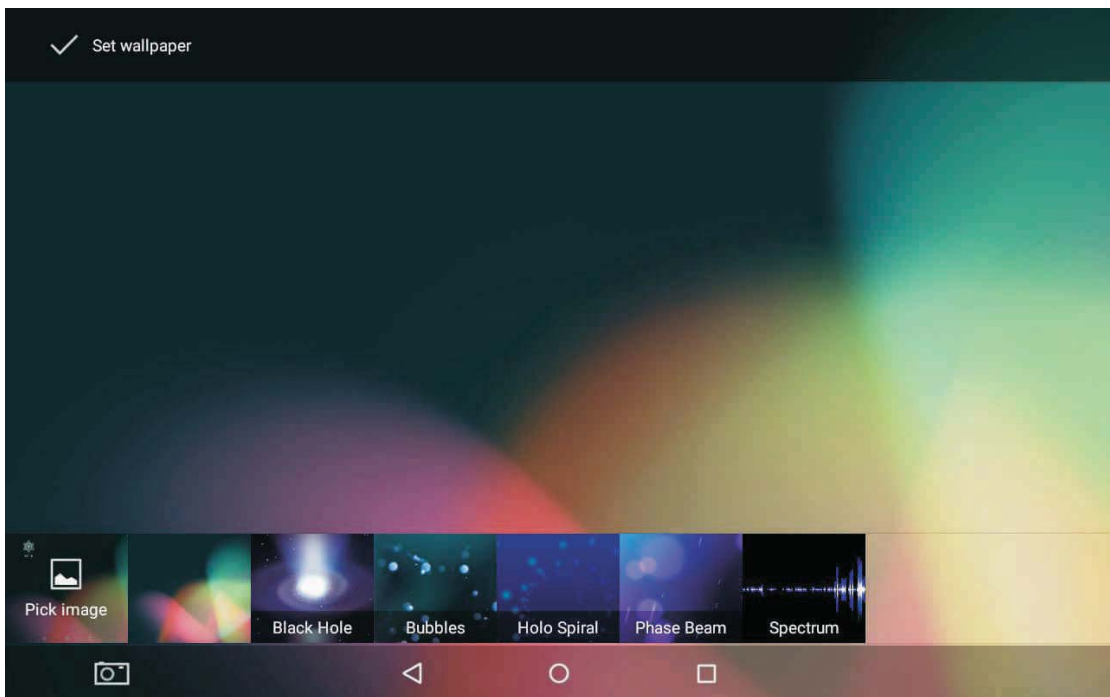 Set wallpaper
Pick image
Black Hole
Bubbles
Holo Spiral
Phase Beam
Spectrum